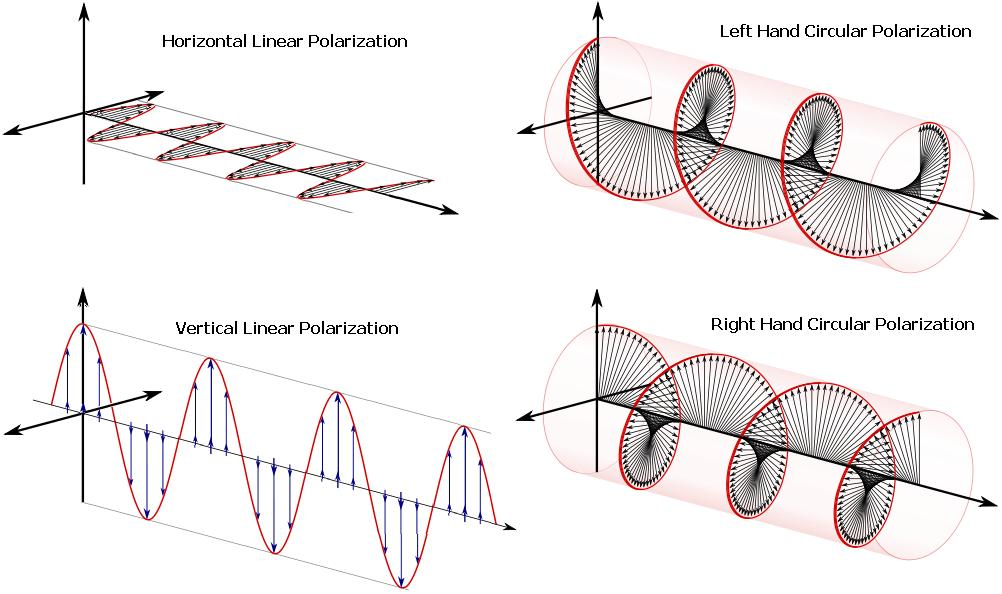 Horizontal Linear Polarization
Left Hand Circular Polarization
Vertical Linear Polarization
Right Hand Circular Polarization